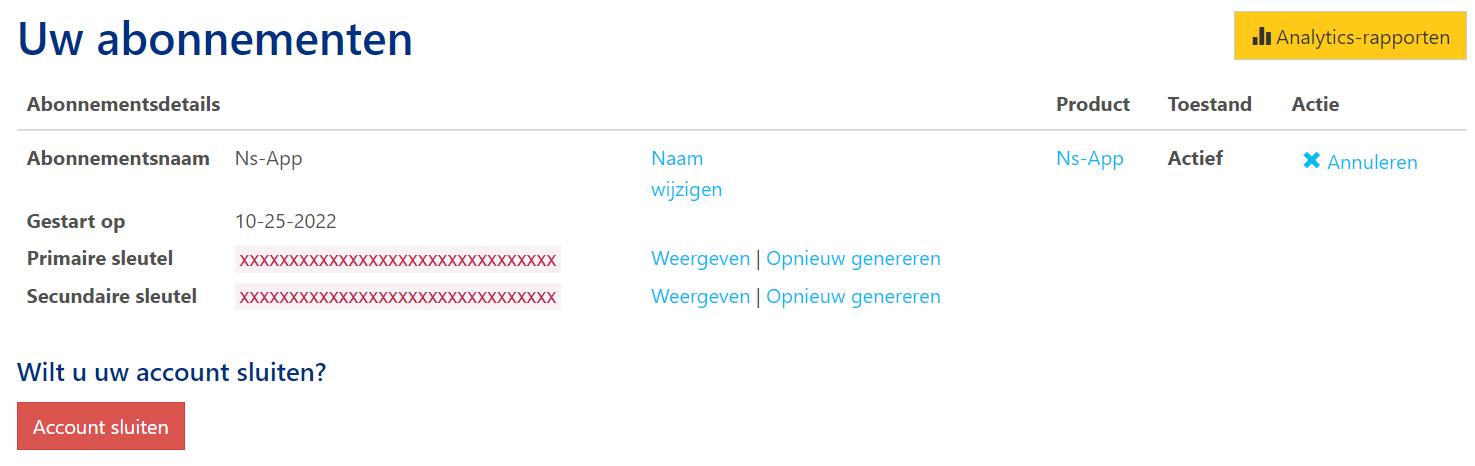 Uw abonnementen
Analytics-rapporten
Abonnementsdetails Product Toestand Actie
Abonnementsnaam Ns-App Naam Ns-App Actief Annuleren
wijzigen
Gestart op 10-25-2022
Primaire sleutel xxxxxxxxxxxxxxxxxxxxxxxxxxxxxxxx Weergeven | Opnieuw genereren
Secundaire sleutel xxxxxxxxxxxxxxxxxxxxxxxxxxxxxxxx Weergeven | Opnieuw genereren
Wilt u uw account sluiten?
Account sluiten